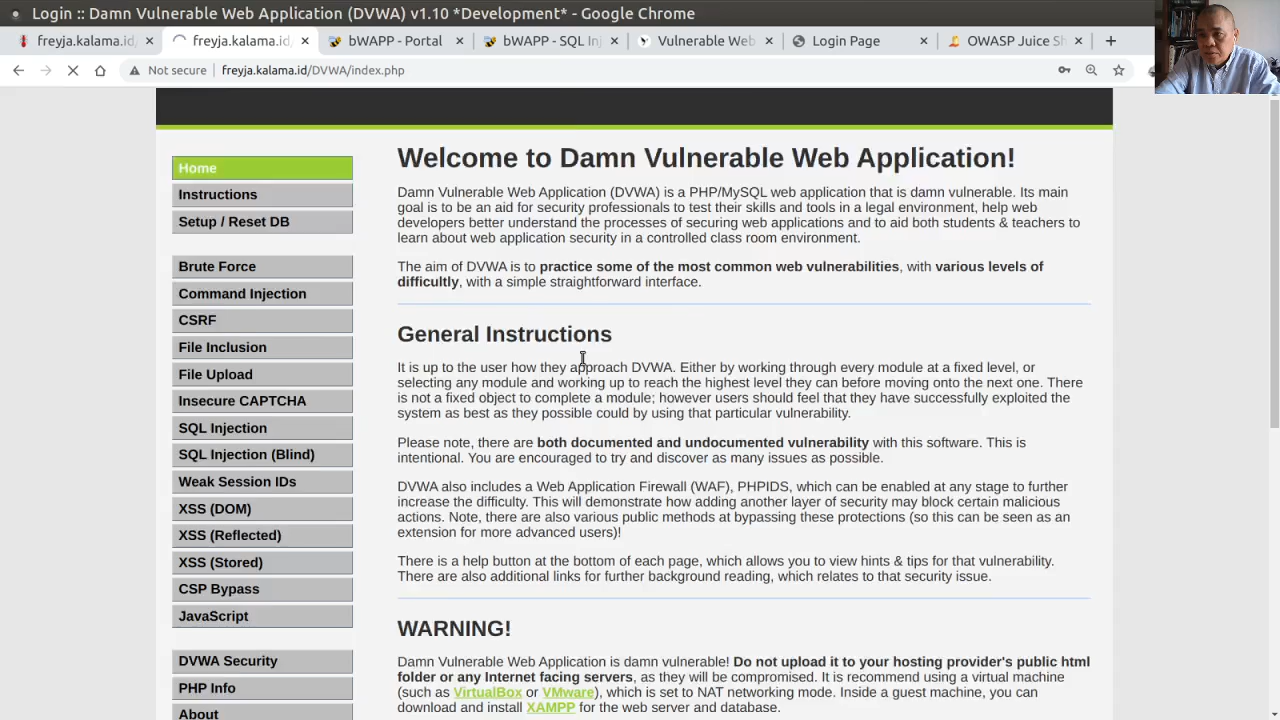 Login :: Damn Vulnerable Web Application (DVWA) v1.10 *Development* - Google Chrome
freyja.kalama.id/
freyja.kalama.id/
bWAPP - Portal
bWAPP - SQL Inj
Vulnerable Web
Login Page
OWASP Juice Sh
Not secure
freyja.kalama.id/DVWA/index.php
Home
Instructions
Setup / Reset DB
Brute Force
Command Injection
CSRF
File Inclusion
File Upload
Insecure CAPTCHA
SQL Injection
SQL Injection (Blind)
Weak Session IDs
XSS (DOM)
XSS (Reflected)
XSS (Stored)
CSP Bypass
JavaScript
DVWA Security
PHP Info
About
Welcome to Damn Vulnerable Web Application!
Damn Vulnerable Web Application (DVWA) is a PHP/MySQL web application that is damn vulnerable. Its main
goal is to be an aid for security professionals to test their skills and tools in a legal environment, help web
developers better understand the processes of securing web applications and to aid both students & teachers to
learn about web application security in a controlled class room environment.
The aim of DVWA is to practice some of the most common web vulnerabilities, with various levels of
difficultly, with a simple straightforward interface.
General Instructions
It is up to the user how they approach DVWA. Either by working through every module at a fixed level, or
selecting any module and working up to reach the highest level they can before moving onto the next one. There
is not a fixed object to complete a module; however users should feel that they have successfully exploited the
system as best as they possible could by using that particular vulnerability.
Please note, there are both documented and undocumented vulnerability with this software. This is
intentional. You are encouraged to try and discover as many issues as possible.
DVWA also includes a Web Application Firewall (WAF), PHPIDS, which can be enabled at any stage to further
increase the difficulty. This will demonstrate how adding another layer of security may block certain malicious
actions. Note, there are also various public methods at bypassing these protections (so this can be seen as an
extension for more advanced users)!
There is a help button at the bottom of each page, which allows you to view hints & tips for that vulnerability.
There are also additional links for further background reading, which relates to that security issue.
WARNING!
Damn Vulnerable Web Application is damn vulnerable! Do not upload it to your hosting provider's public html
folder or any Internet facing servers, as they will be compromised. It is recommend using a virtual machine
(such as VirtualBox or VMware), which is set to NAT networking mode. Inside a guest machine, you can
download and install XAMPP for the web server and database.